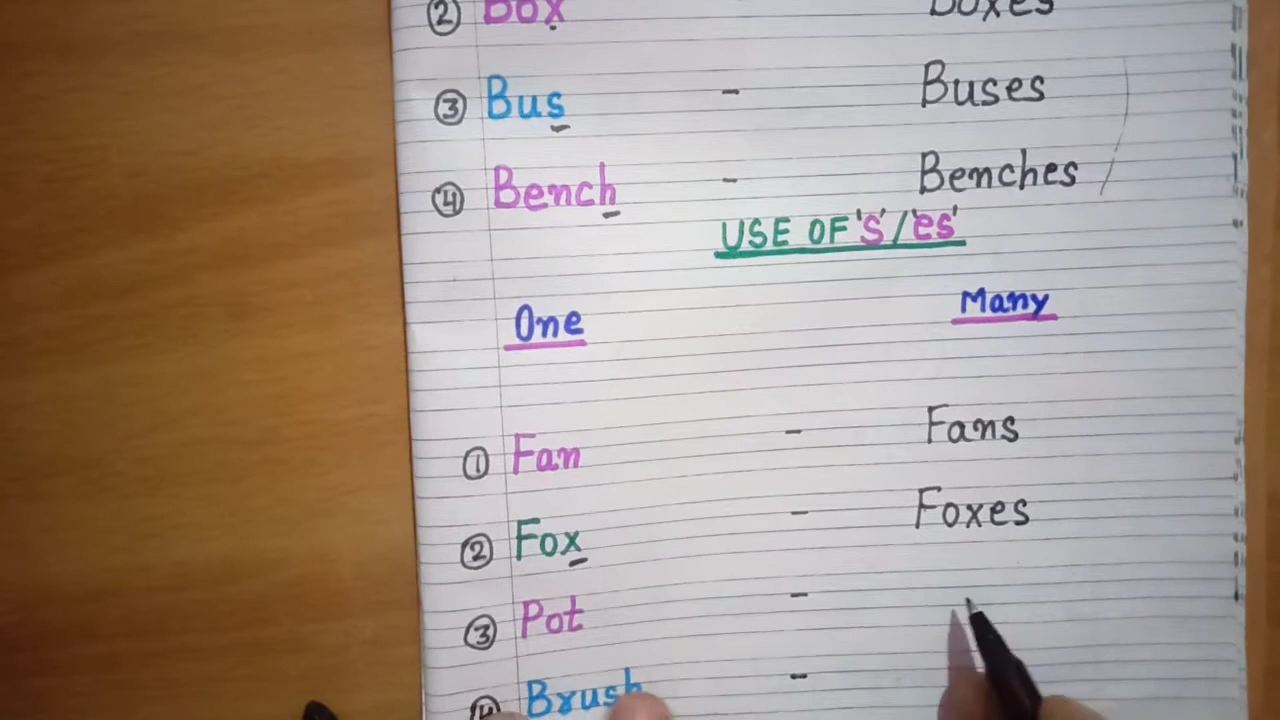 ② Box Boxes
③ Bus - Buses
④ Bench - Benches
USE OF 's'/'es'
One Many
① Fan - Fans
② Fox - Foxes
③ Pot -
④ Brush -